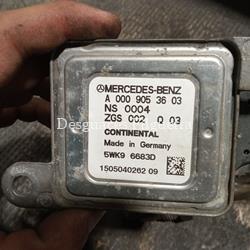 MERCEDES-BENZ
A 000 905 36 03
NS 0004
ZGS 002 Q 03
CONTINENTAL
Made in Germany
5WK9 6683D
1505040262 09